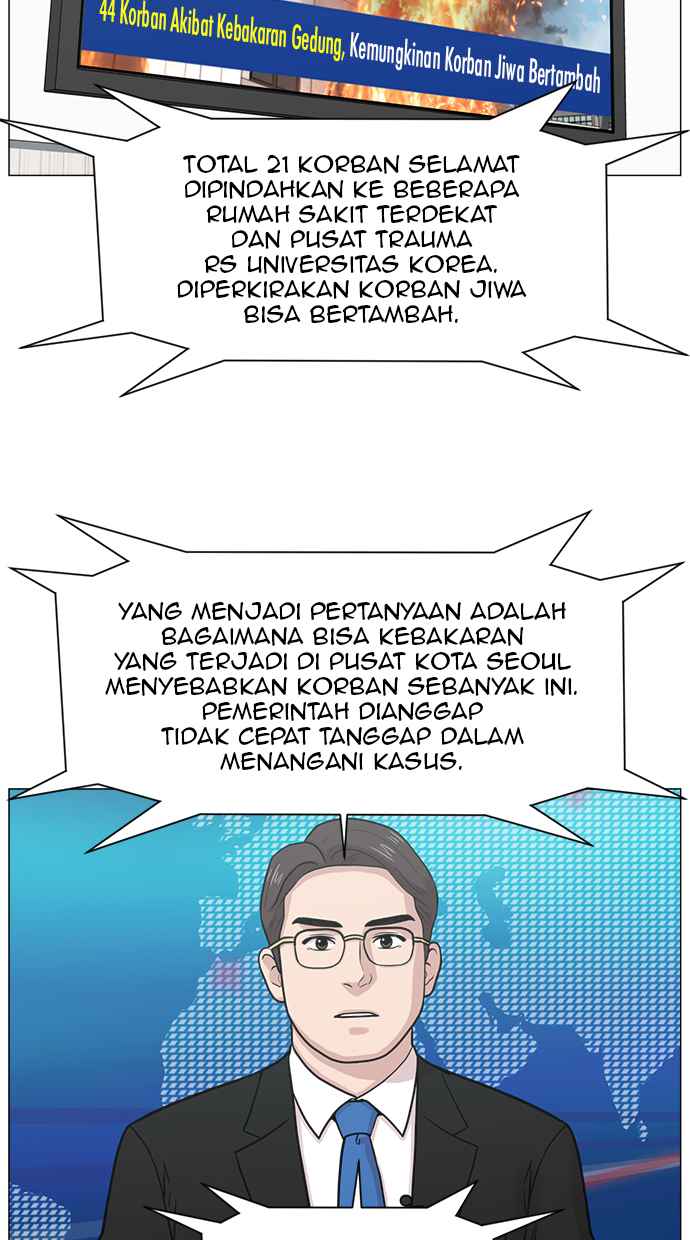 44 Korban Akibat Kebakaran Gedung, Kemungkinan Korban Jiwa Bertambah
TOTAL 21 KORBAN SELAMAT
DIPINDAHKAN KE BEBERAPA
RUMAH SAKIT TERDEKAT
DAN PUSAT TRAUMA
RS UNIVERSITAS KOREA.
DIPERKIRAKAN KORBAN JIWA
BISA BERTAMBAH.
YANG MENJADI PERTANYAAN ADALAH
BAGAIMANA BISA KEBAKARAN
YANG TERJADI DI PUSAT KOTA SEOUL
MENYEBABKAN KORBAN SEBANYAK INI.
PEMERINTAH DIANGGAP
TIDAK CEPAT TANGGAP DALAM
MENANGANI KASUS.